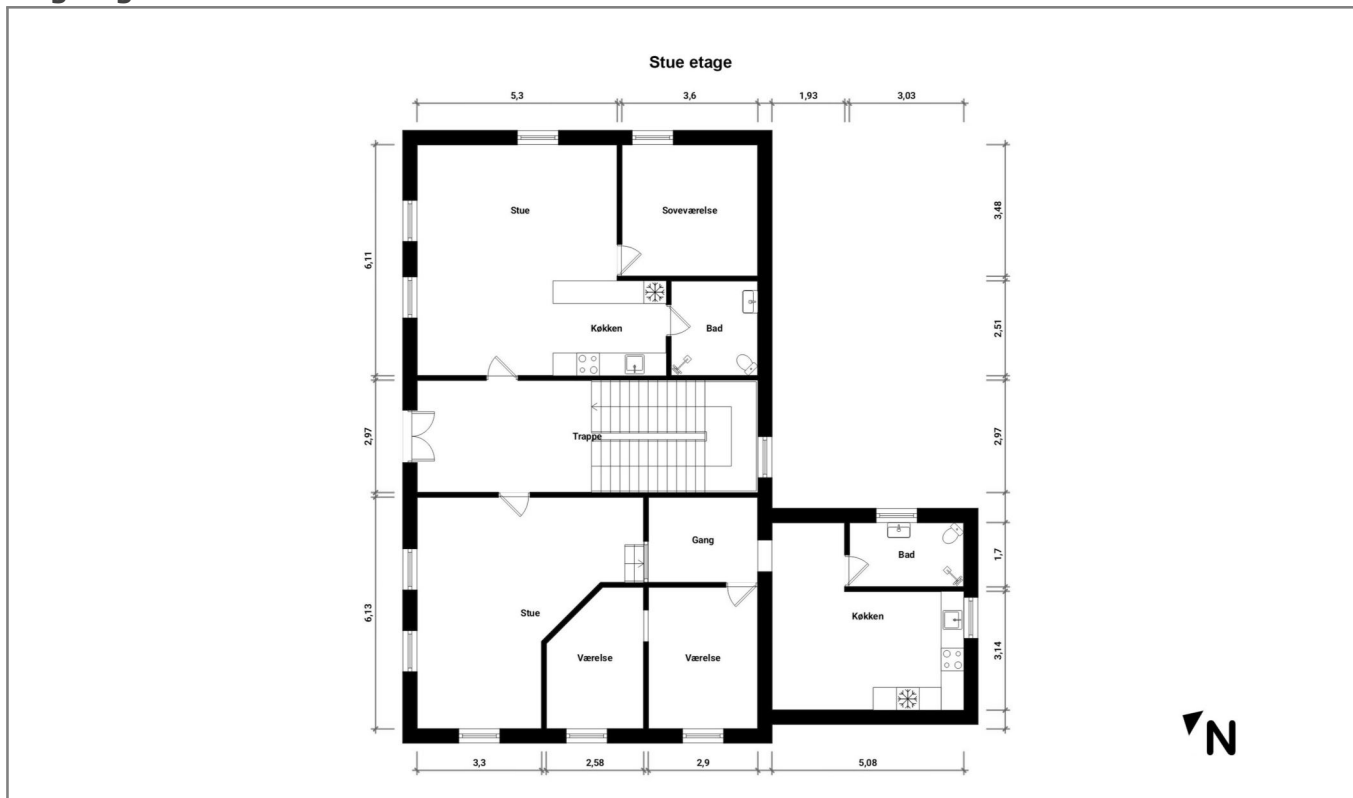 Stue etage
5,3
3,6
1,93
3,03
6,11
3,48
Stue
Soveværelse
2,51
Køkken
Bad
2,97
Trappe
2,97
6,13
Gang
Bad
1,7
Stue
Køkken
Værelse
Værelse
3,14
N
3,3
2,58
2,9
5,08